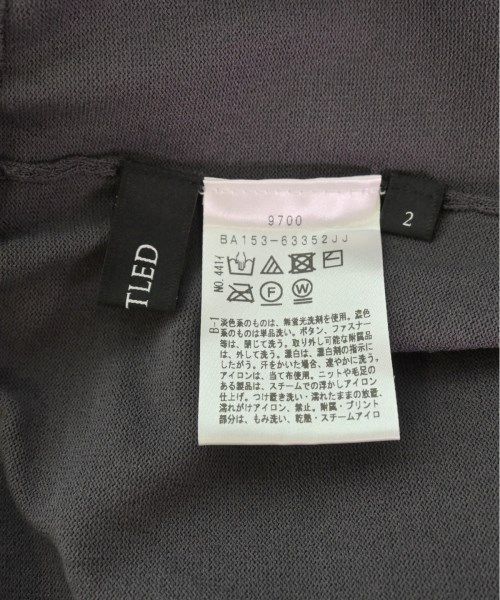 TLED
2
9700
BA153-63352JJ
NO.4414
B-1
淡色系のものは、無蛍光洗剤を使用。濃色
系のものは単品洗い。ボタン、ファスナー
等は、閉じて洗う。取り外し可能な附属品
は、外して洗う。漂白は、漂白剤の指示に
したがう。汗をかいた場合、速やかに洗う。
アイロンは、当て布使用。ニットや毛足の
ある製品は、スチームでの浮かしアイロン
仕上げ。つけ置き洗い・濡れたままの放置、
濡れがけアイロン、禁止。附属・プリント
部分は、もみ洗い、乾熱・スチームアイロ
F
W